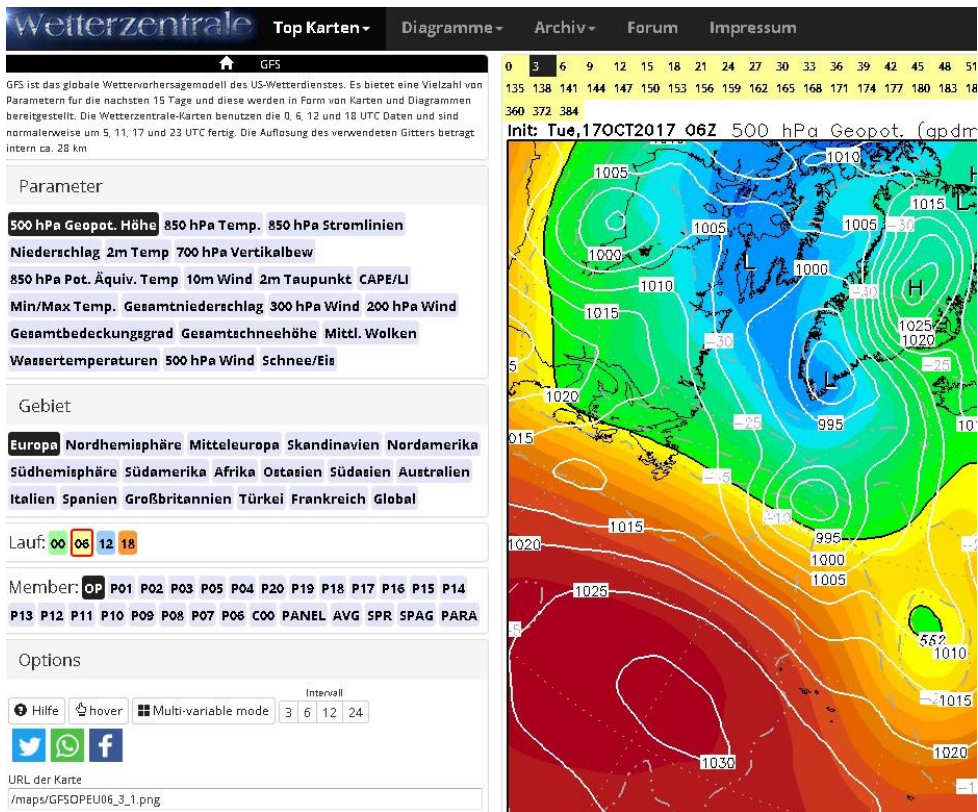 Wetterzentrale Top Karten Diagramme Archiv Forum Impressum
GFS
GFS ist das globale Wettervorhersagemodell des US-Wetterdienstes. Es bietet eine Vielzahl von
Parametern fur die nachsten 15 Tage und diese werden in Form von Karten und Diagrammen
bereitgestellt. Die Wetterzentrale-Karten benutzen die 0, 6, 12 und 18 UTC Daten und sind
normalerweise um 5, 11, 17 und 23 UTC fertig. Die Auflosung des verwendeten Gitters betragt
intern ca. 28 km
Parameter
500 hPa Geopot. Höhe 850 hPa Temp. 850 hPa Stromlinien
Niederschlag 2m Temp 700 hPa Vertikalbew
850 hPa Pot. Äquiv. Temp 10m Wind 2m Taupunkt CAPE/LI
Min/Max Temp. Gesamtniederschlag 300 hPa Wind 200 hPa Wind
Gesamtbedeckungsgrad Gesamtschneehöhe Mittl. Wolken
Wassertemperaturen 500 hPa Wind Schnee/Eis
Gebiet
Europa Nordhemisphäre Mitteleuropa Skandinavien Nordamerika
Südhemisphäre Südamerika Afrika Ostasien Südasien Australien
Italien Spanien Großbritannien Türkei Frankreich Global
Lauf: 00 06 12 18
Member: OP P01 P02 P03 P05 P04 P20 P19 P18 P17 P16 P15 P14
P13 P12 P11 P10 P09 P08 P07 P06 C00 PANEL AVG SPR SPAG PARA
Options
Intervall
Hilfe hover Multi-variable mode 3 6 12 24
URL der Karte
/maps/GFSOPEU06_3_1.png
0 3 6 9 12 15 18 21 24 27 30 33 36 39 42 45 48 51
135 138 141 144 147 150 153 156 159 162 165 168 171 174 177 180 183
360 372 384
Init: Tue,17OCT2017 06Z 500 hPa Geopot. (gpdm
1010
1005
1015
L
1005
1005
-30
1000
L
1000
1010
-30
H
1015
1025
1020
-30
-25
L
1020
995
1015
-25
-10
995
1015
1000
1020
1005
1025
552
1010
1015
1020
1030